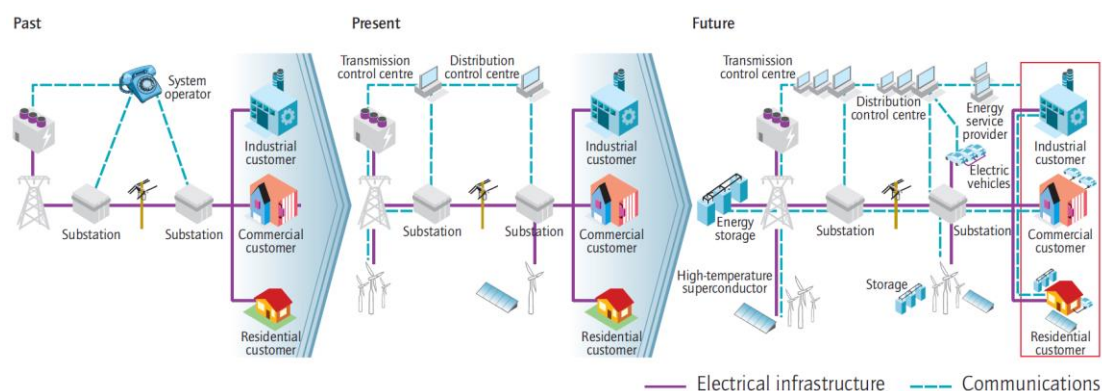 Past
System
operator
Industrial
customer
Substation
Substation
Commercial
customer
Residential
customer
Present
Transmission
control centre
Distribution
control centre
Industrial
customer
Substation
Substation
Commercial
customer
Residential
customer
Future
Transmission
control centre
Distribution
control centre
Energy
service
provider
Industrial
customer
Electric
vehicles
Energy
storage
Substation
Substation
Commercial
customer
High-temperature
superconductor
Storage
Residential
customer
Electrical infrastructure
Communications